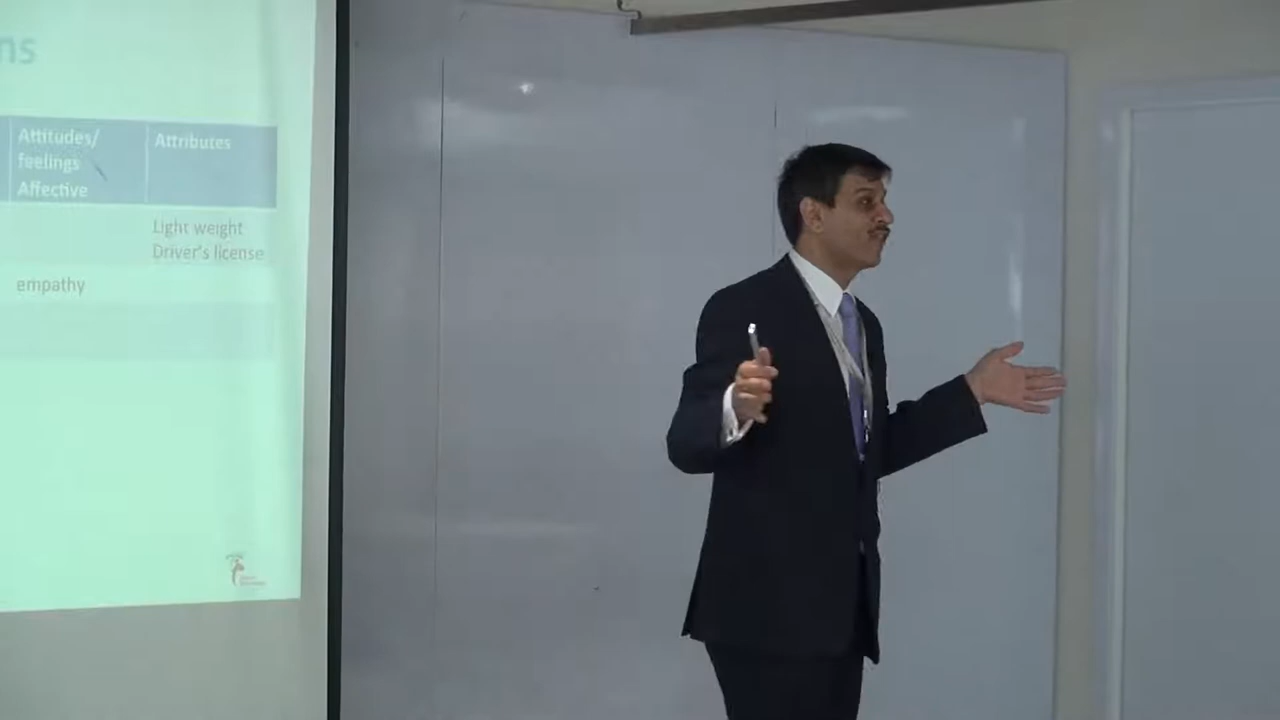 ns
Attitudes/
feelings
Affective
Attributes
Light weight
Driver's license
empathy